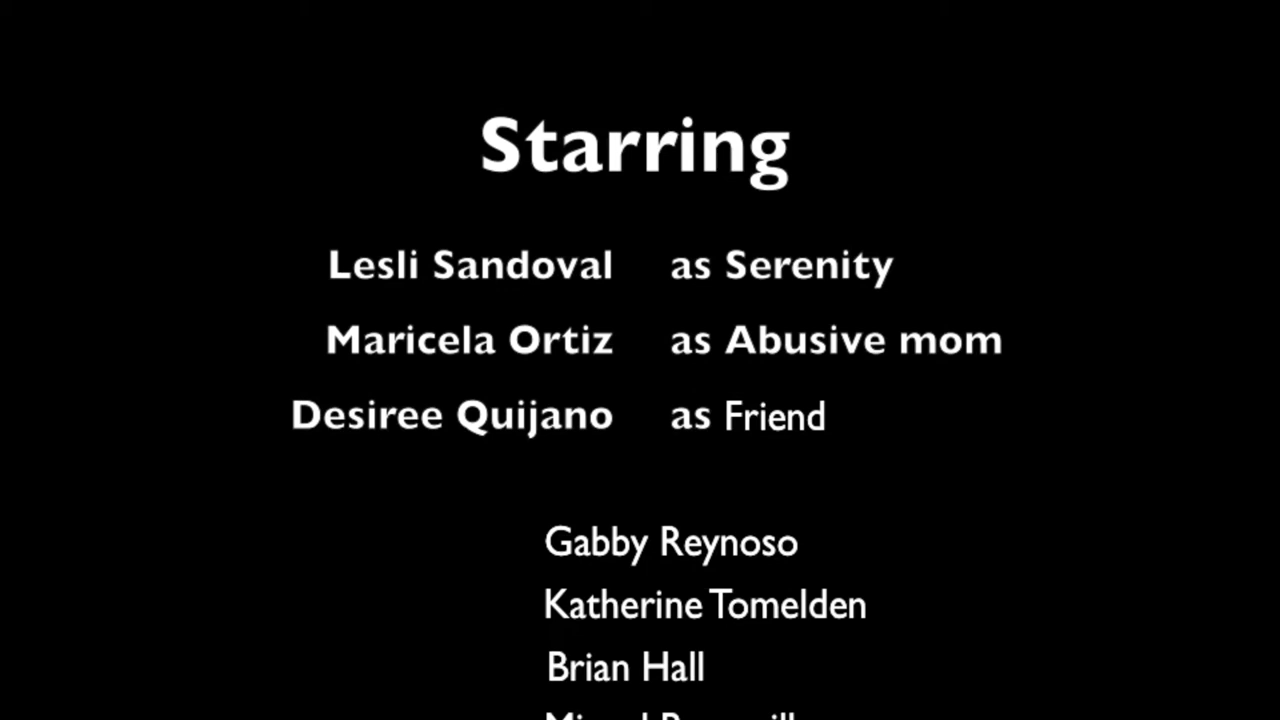 Starring
Lesli Sandoval as Serenity
Maricela Ortiz as Abusive mom
Desiree Quijano as Friend
Gabby Reynoso
Katherine Tomelden
Brian Hall